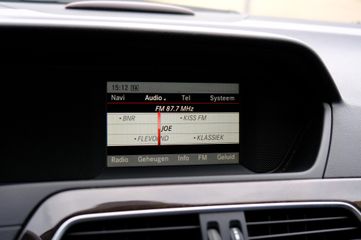 15:12
Navi Audio Tel Systeem
FM 87.7 MHz
• BNR • KISS FM
JOE
• FLEVOND • KLASSIEK
Radio Geheugen Info FM Geluid